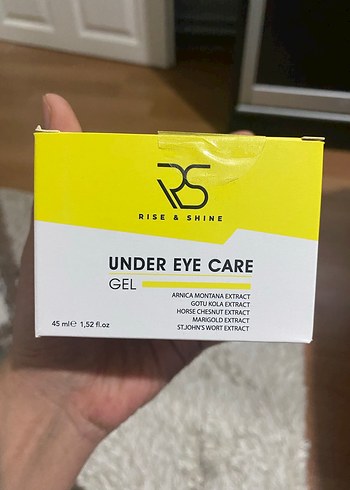 RS
RISE & SHINE
UNDER EYE CARE
GEL
ARNICA MONTANA EXTRACT
GOTU KOLA EXTRACT
HORSE CHESNUT EXTRACT
MARIGOLD EXTRACT
ST.JOHN'S WORT EXTRACT
45 ml℮ 1,52 fl.oz